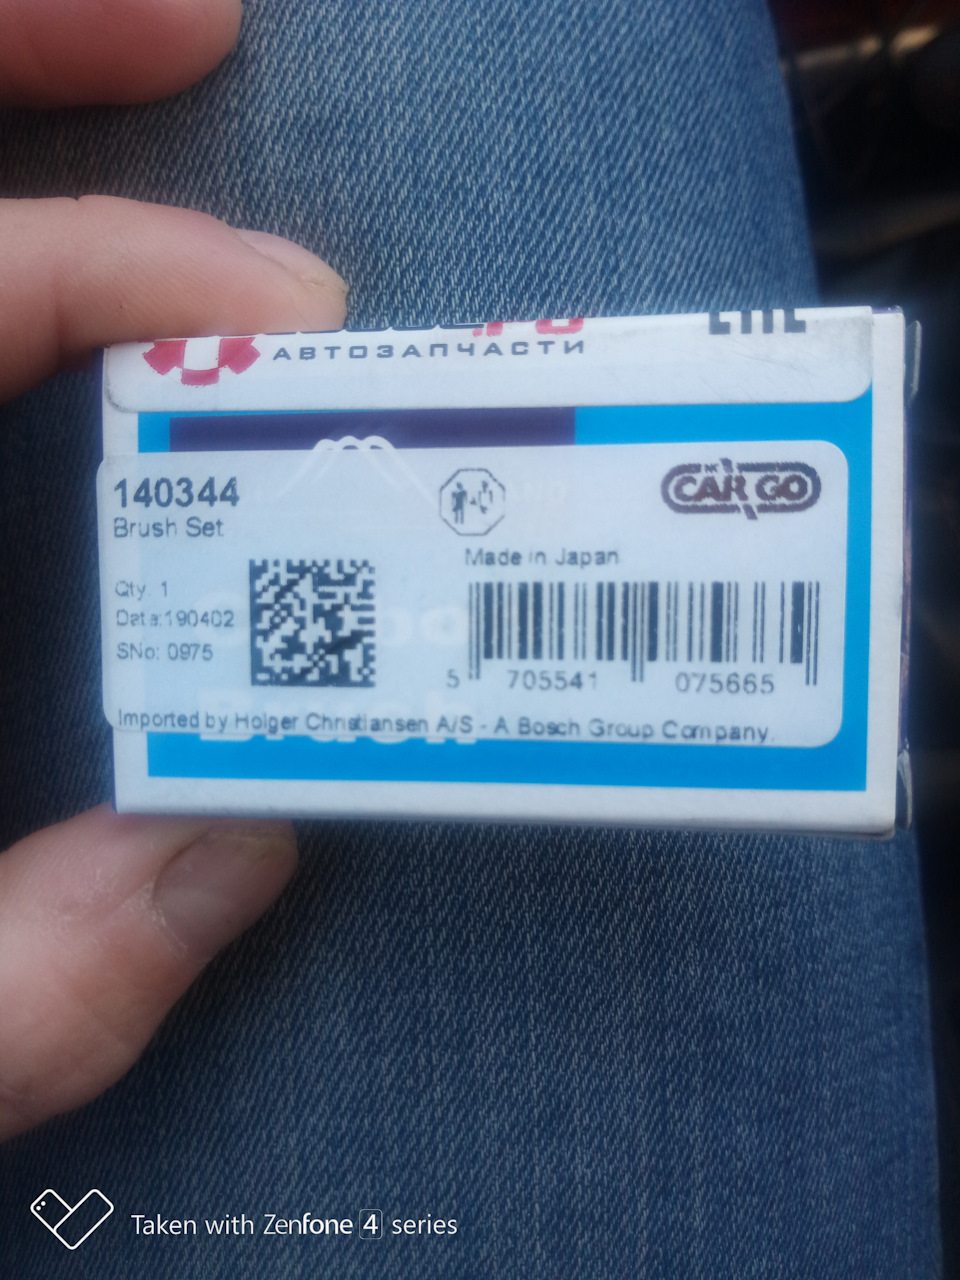 АВТОЗАПЧАСТИ
140344
Brush Set
CARGO
Made in Japan
Qty. 1
Date:190402
SNo: 0975
5 705541 075665
Imported by Holger Christiansen A/S - A Bosch Group Company.
Taken with Zenfone 4 series